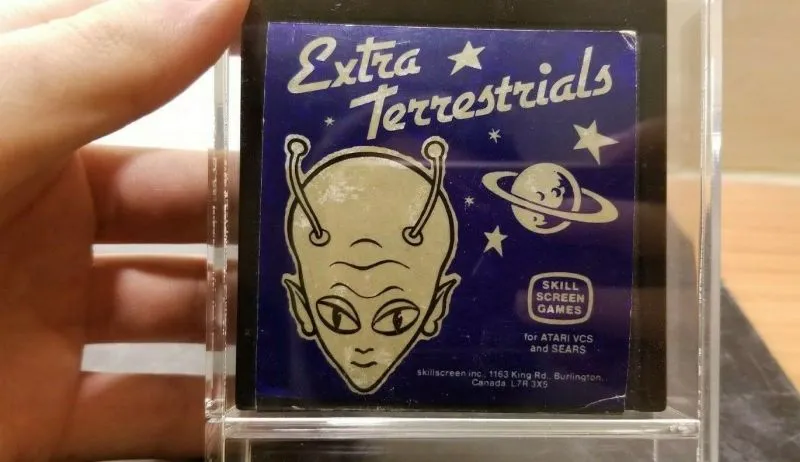 Extra
Terrestrials
SKILL
SCREEN
GAMES
for ATARI VCS
and SEARS
skillscreen inc., 1163 King Rd., Burlington,
Canada L7R 3X5